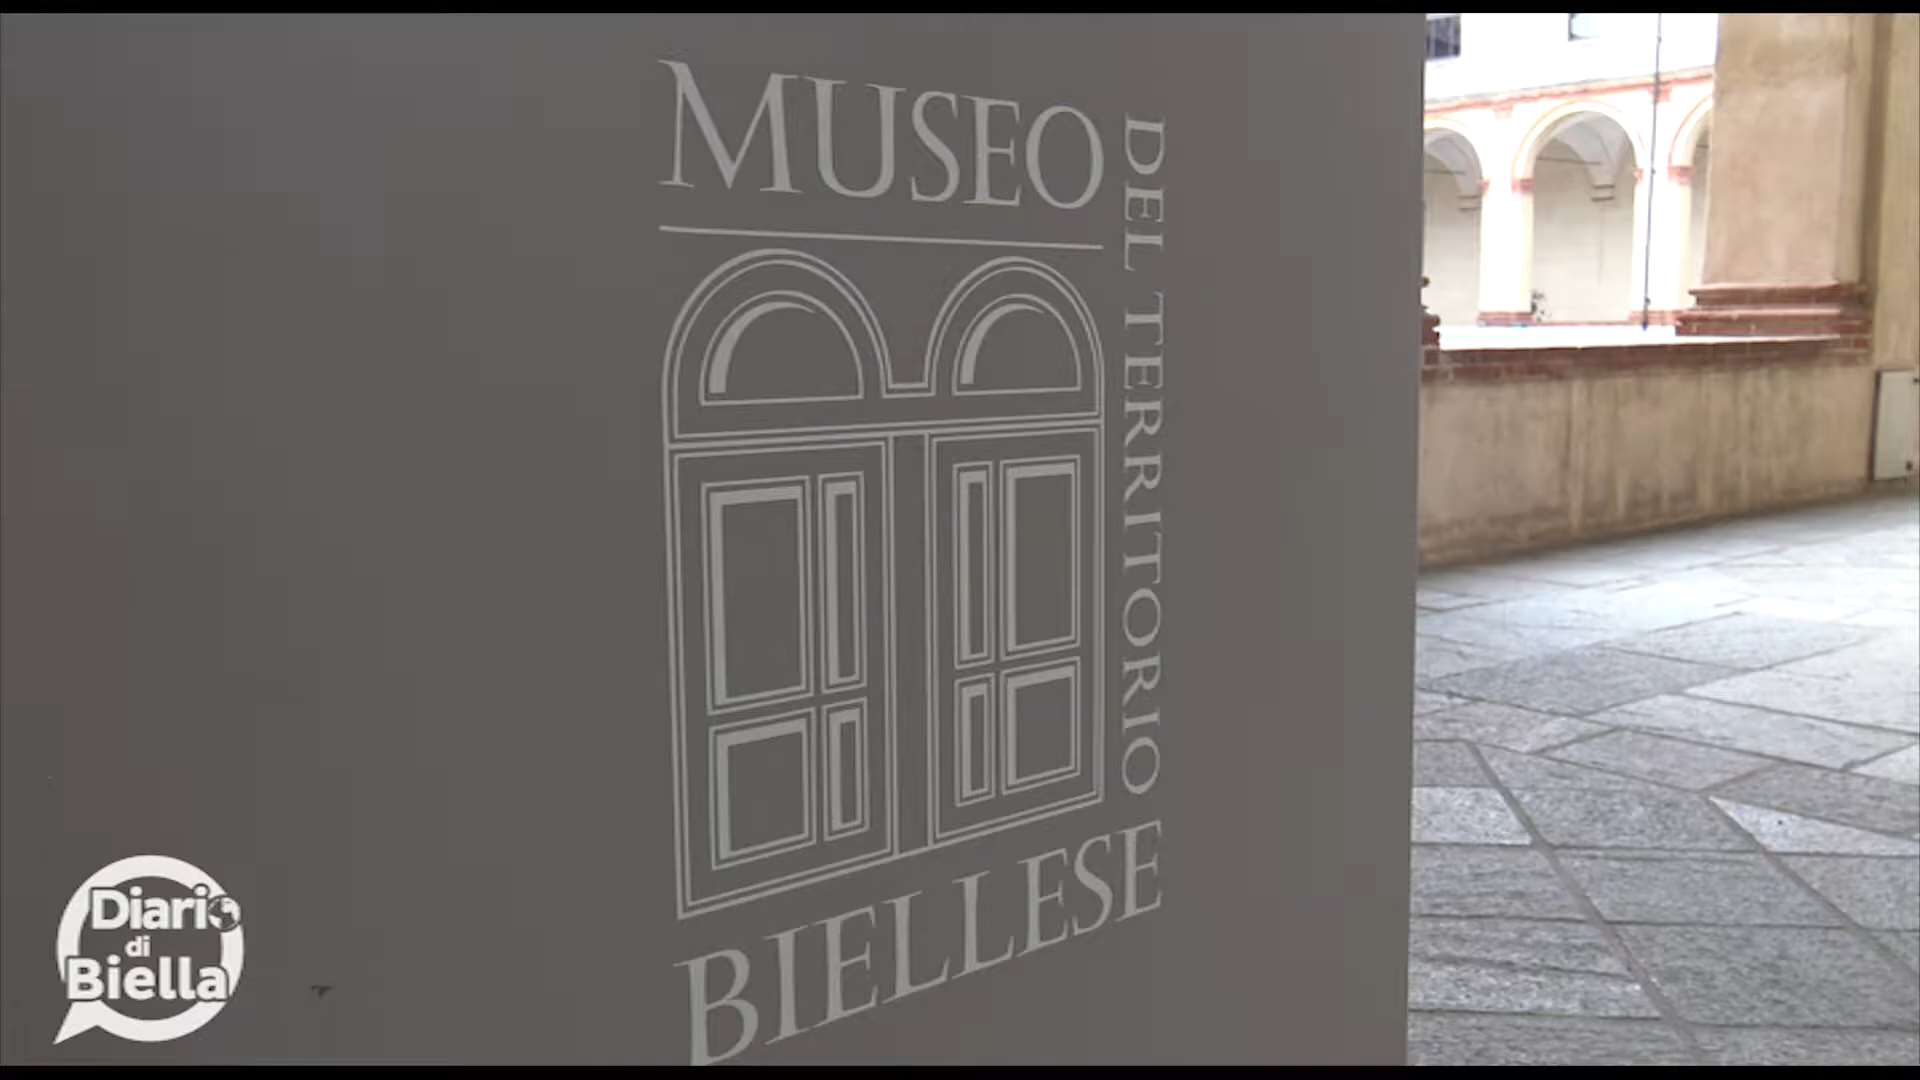 MUSEO
DEL TERRITORIO
BIELLESE
Diario
di
Biella